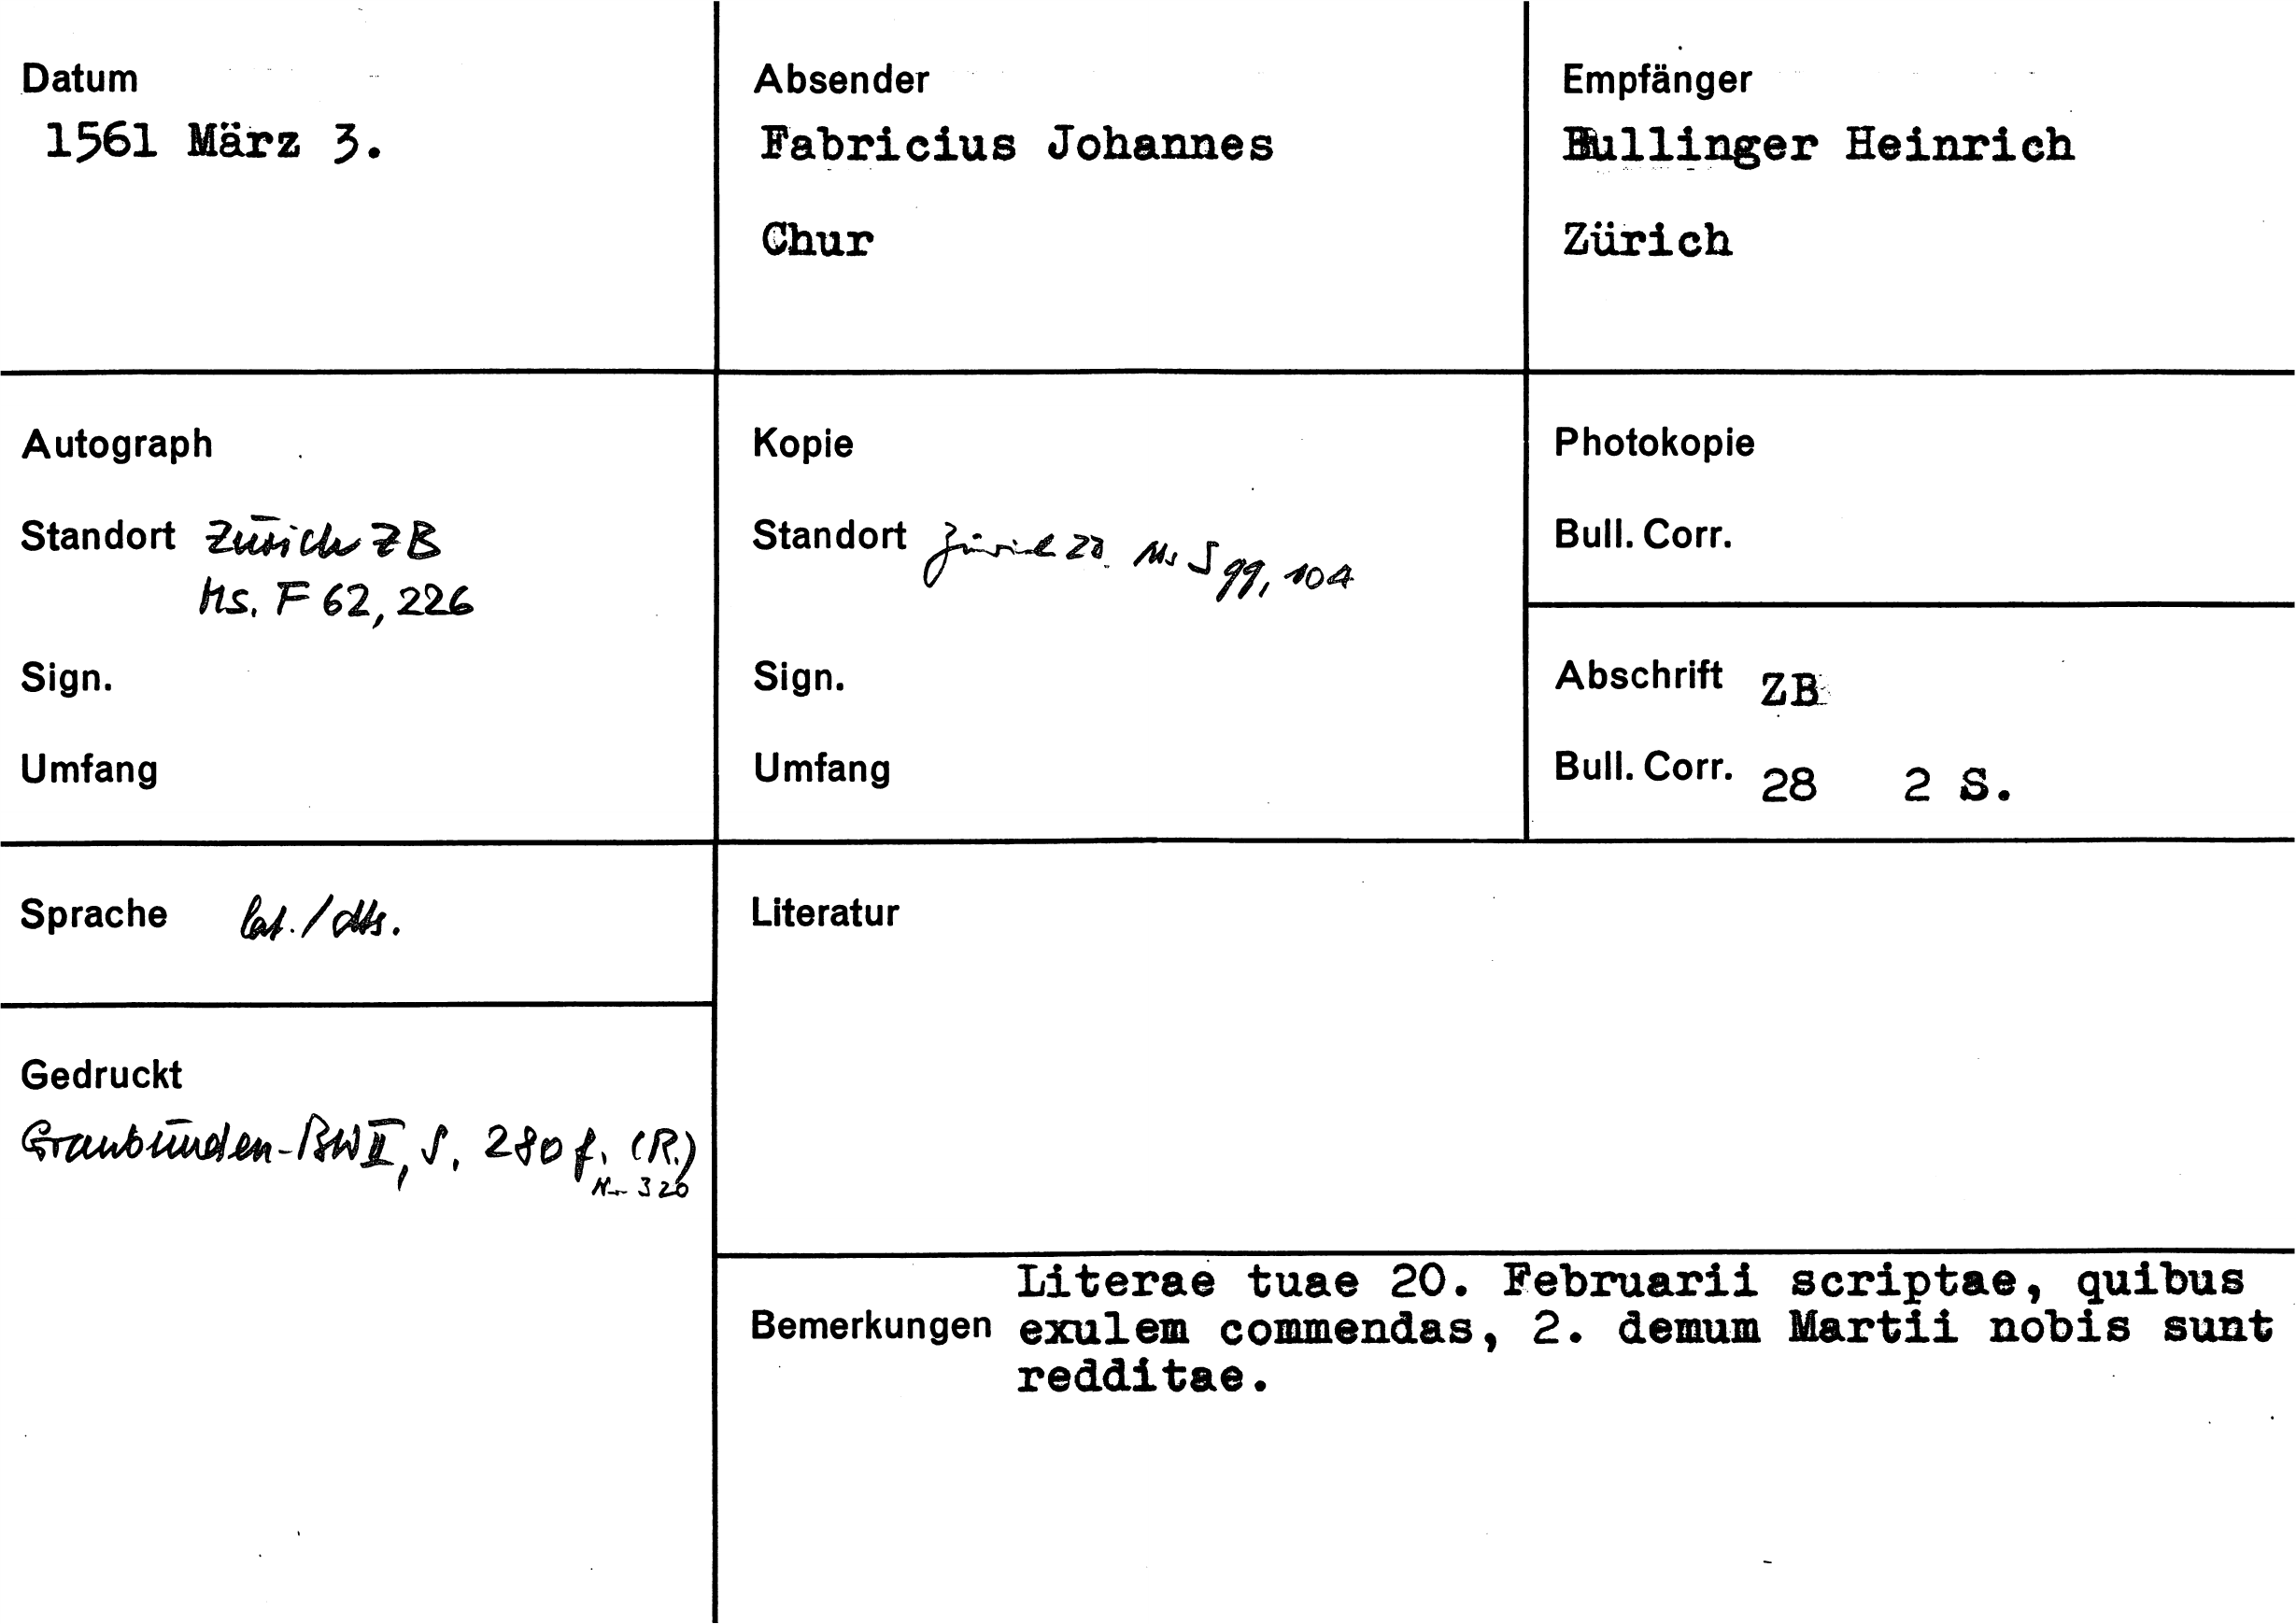 Datum
1561 März 3.
Absender
Fabricius Johannes
Chur
Empfänger
Bullinger Heinrich
Zürich
Autograph
Standort Zürich ZB
Ms. F 62, 226
Sign.
Umfang
Kopie
Standort Zürich ZB Ms S 99, 104
Sign.
Umfang
Photokopie
Bull. Corr.
Abschrift ZB
Bull. Corr. 28 2 S.
Sprache lat./dts.
Literatur
Gedruckt
Graubünden-BW II, S. 280 f. (R.)
Nr. 320
Bemerkungen
Literae tuae 20. Februarii scriptae, quibus
exulem commendas, 2. demum Martii nobis sunt
redditae.